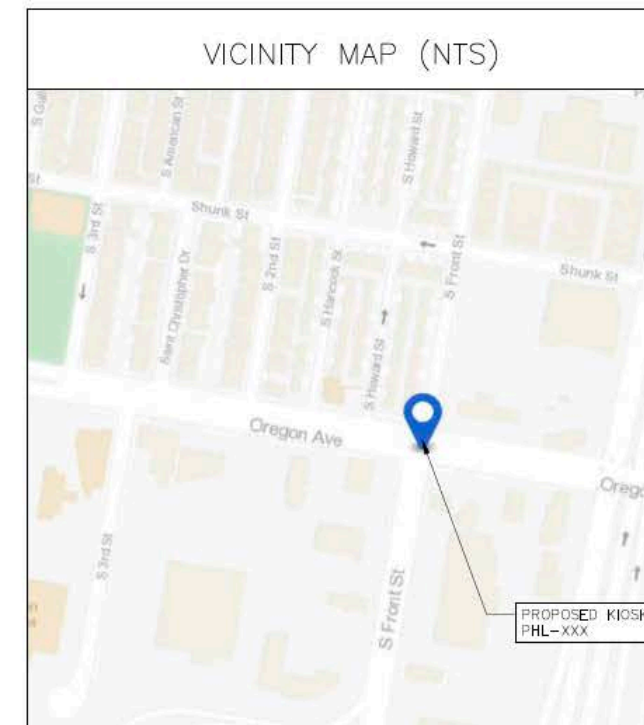 VICINITY MAP (NTS)
S American St
S Howard St
Shunk St
S 3rd St
Saint Christopher Dr
S 2nd St
S Hancock St
S Front St
Shunk St
S Howard St
Oregon Ave
S 3rd St
S Front St
PROPOSED KIOSK
PHL-XXX